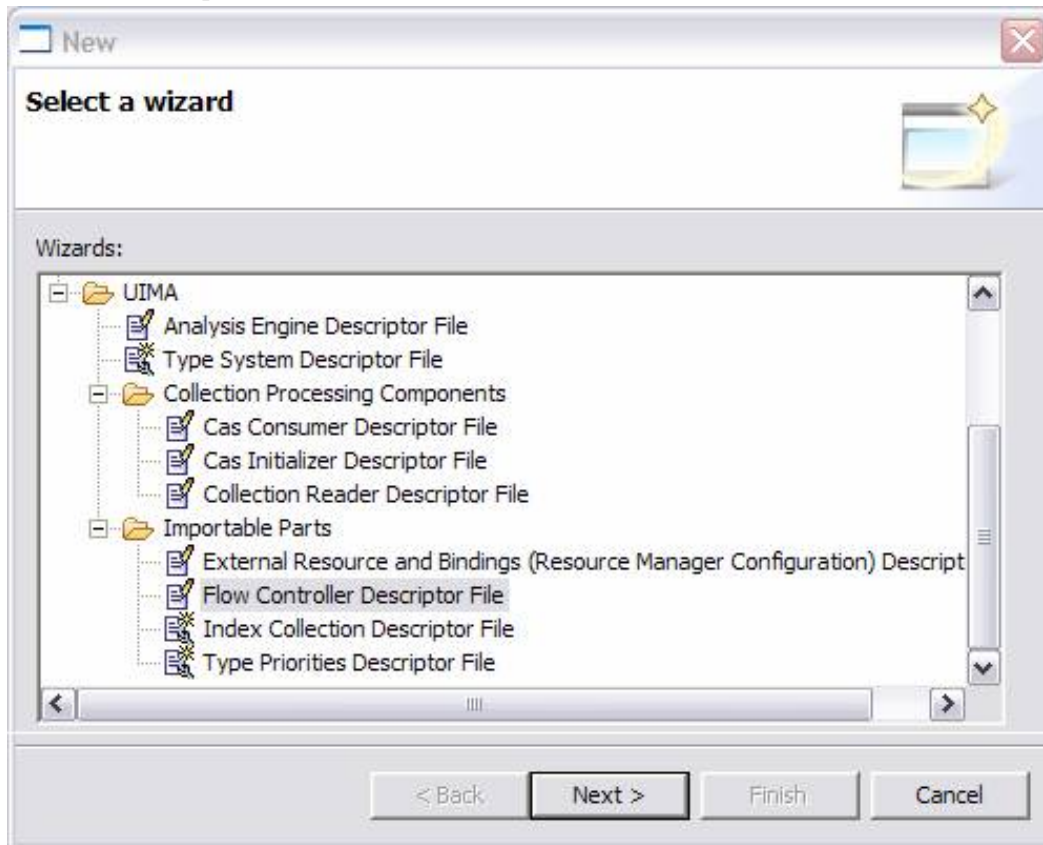 New
Select a wizard
Wizards:
UIMA
Analysis Engine Descriptor File
Type System Descriptor File
Collection Processing Components
Cas Consumer Descriptor File
Cas Initializer Descriptor File
Collection Reader Descriptor File
Importable Parts
External Resource and Bindings (Resource Manager Configuration) Descript
Flow Controller Descriptor File
Index Collection Descriptor File
Type Priorities Descriptor File
< Back Next > Finish Cancel